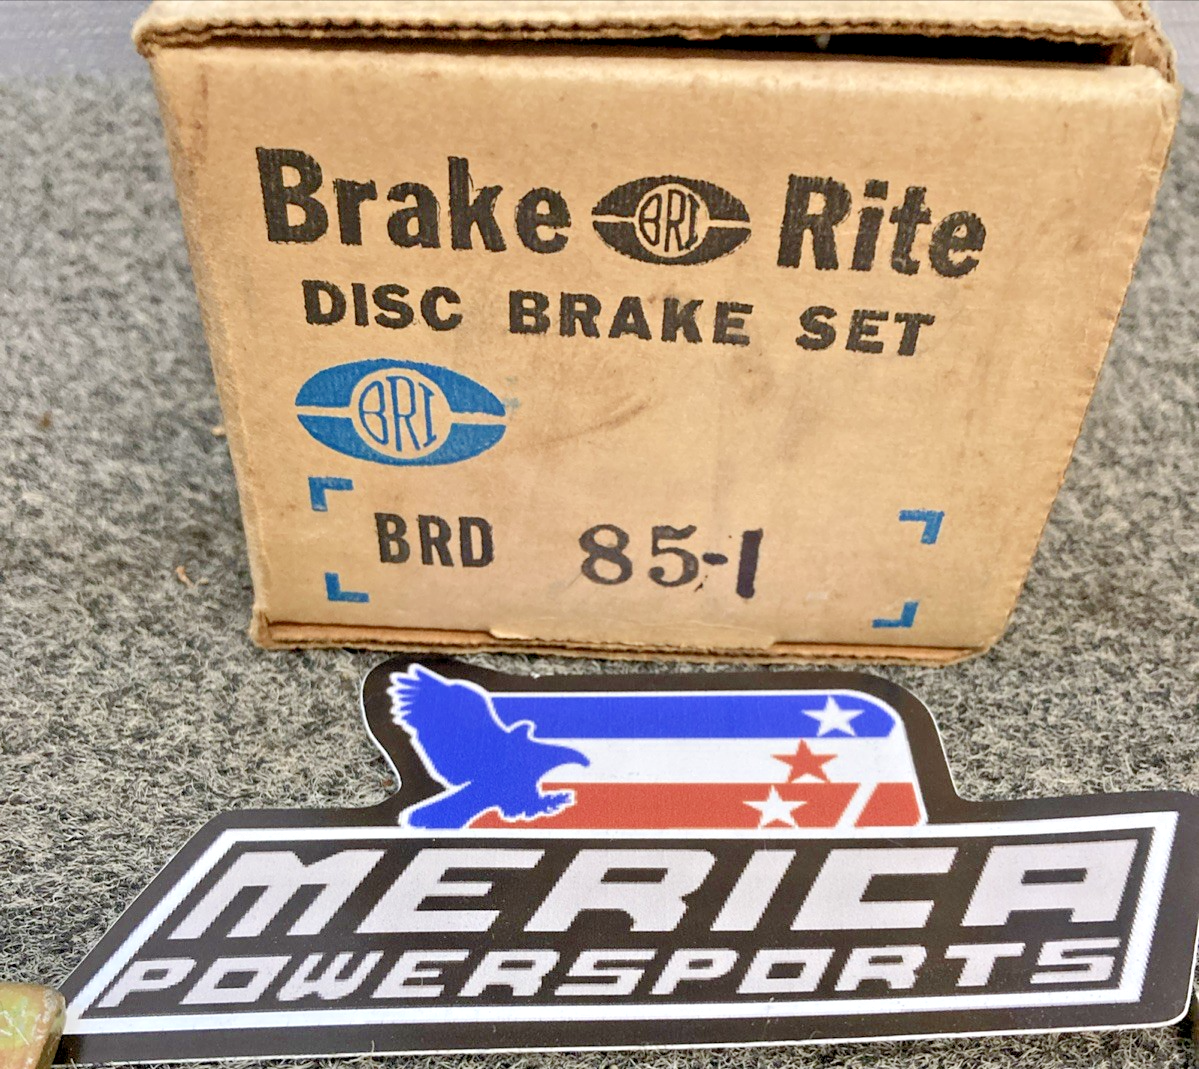 Brake BRI Rite
DISC BRAKE SET
BRI
BRD 85-1
MERICA
POWERSPORTS